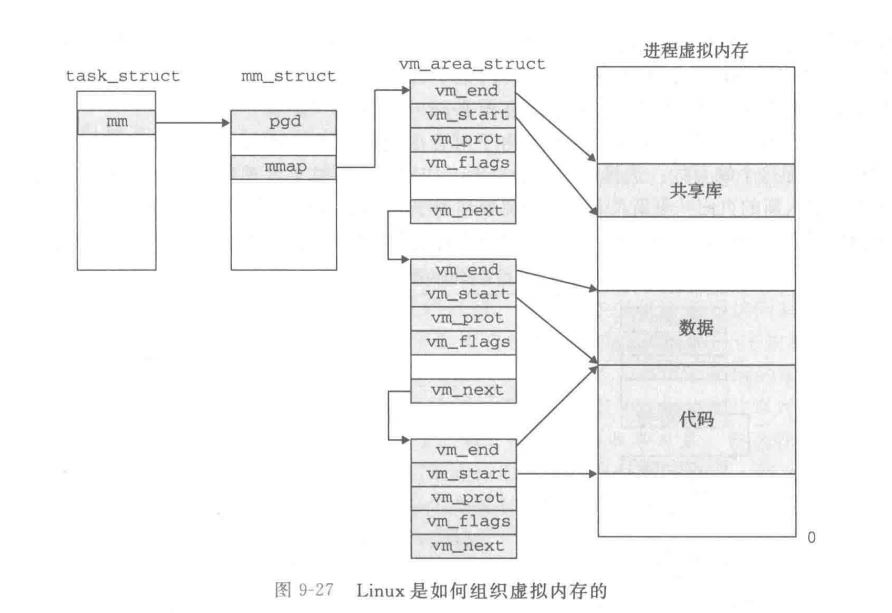 进程虚拟内存
task_struct
mm_struct
vm_area_struct
mm
pgd
mmap
vm_end
vm_start
vm_prot
vm_flags
vm_next
vm_end
vm_start
vm_prot
vm_flags
vm_next
vm_end
vm_start
vm_prot
vm_flags
vm_next
共享库
数据
代码
0
图 9-27 Linux 是如何组织虚拟内存的